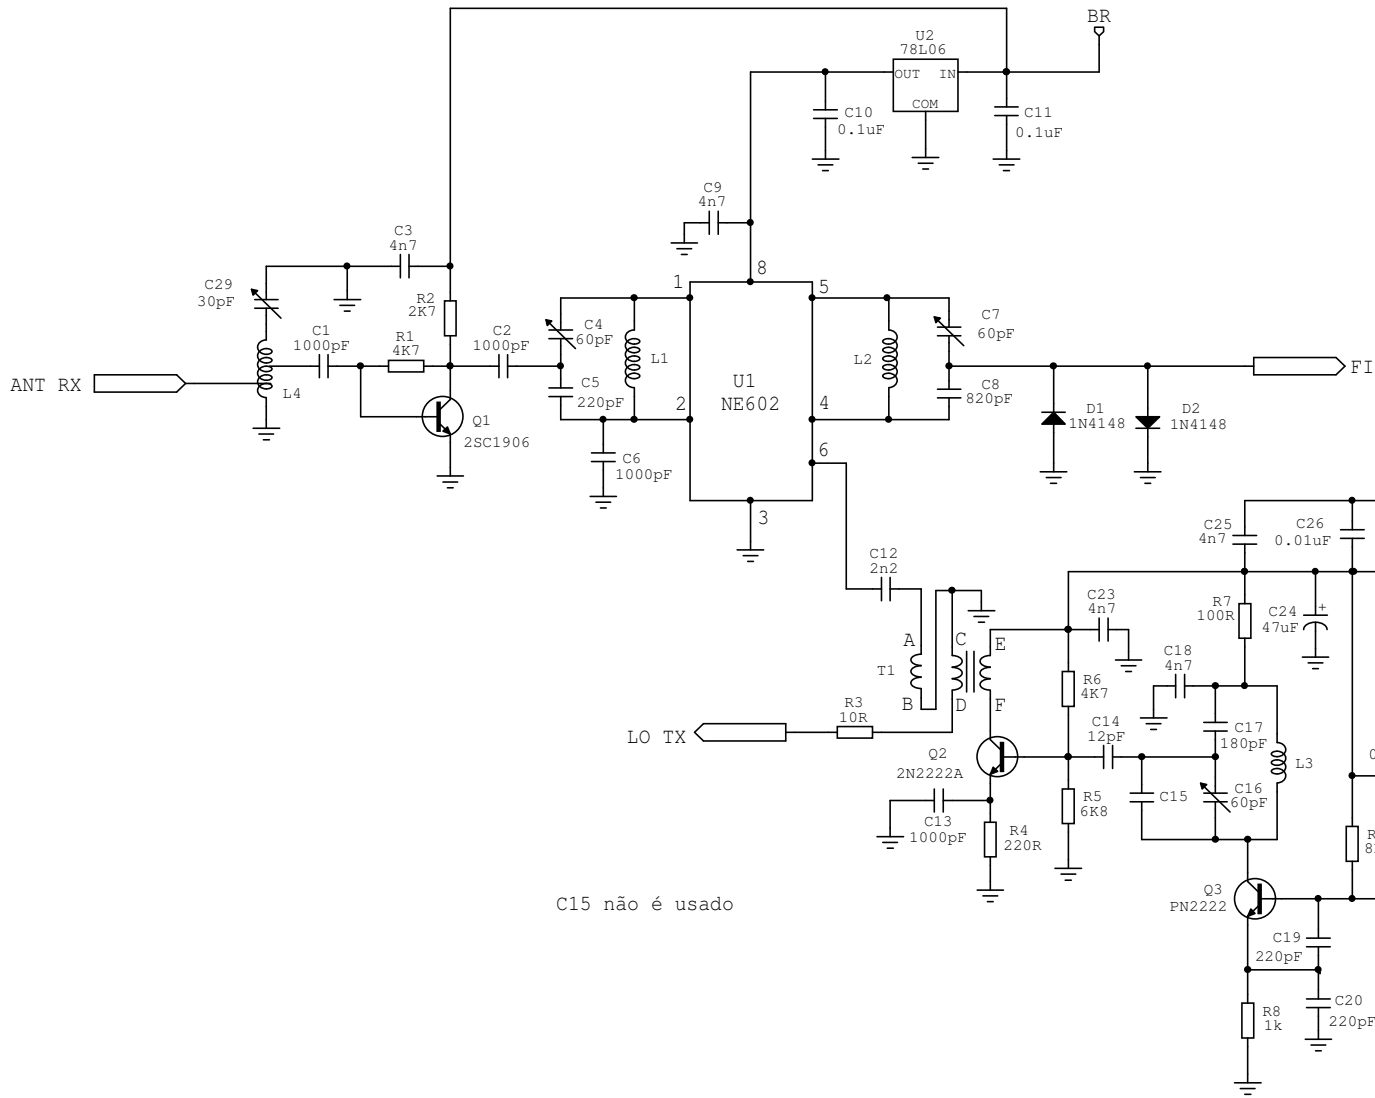 BR
U2
78L06
OUT
IN
COM
C10
0.1uF
C11
0.1uF
C9
4n7
C3
4n7
8
1
5
C29
30pF
R2
2K7
C1
1000pF
R1
4K7
C2
1000pF
C4
60pF
L1
C7
60pF
L2
ANT RX
L4
C5
220pF
U1
NE602
C8
820pF
FI
2
4
Q1
2SC1906
D1
1N4148
D2
1N4148
6
C6
1000pF
3
C25
4n7
C26
0.01uF
C12
2n2
C23
4n7
R7
100R
C24
47uF
+
A
C
E
T1
C18
4n7
R6
4K7
B
D
F
R3
10R
LO TX
C14
12pF
C17
180pF
Q2
2N2222A
L3
0
R5
6K8
C15
C16
60pF
C13
1000pF
R4
220R
R
8
C15 não é usado
Q3
PN2222
C19
220pF
C20
220pF
R8
1k